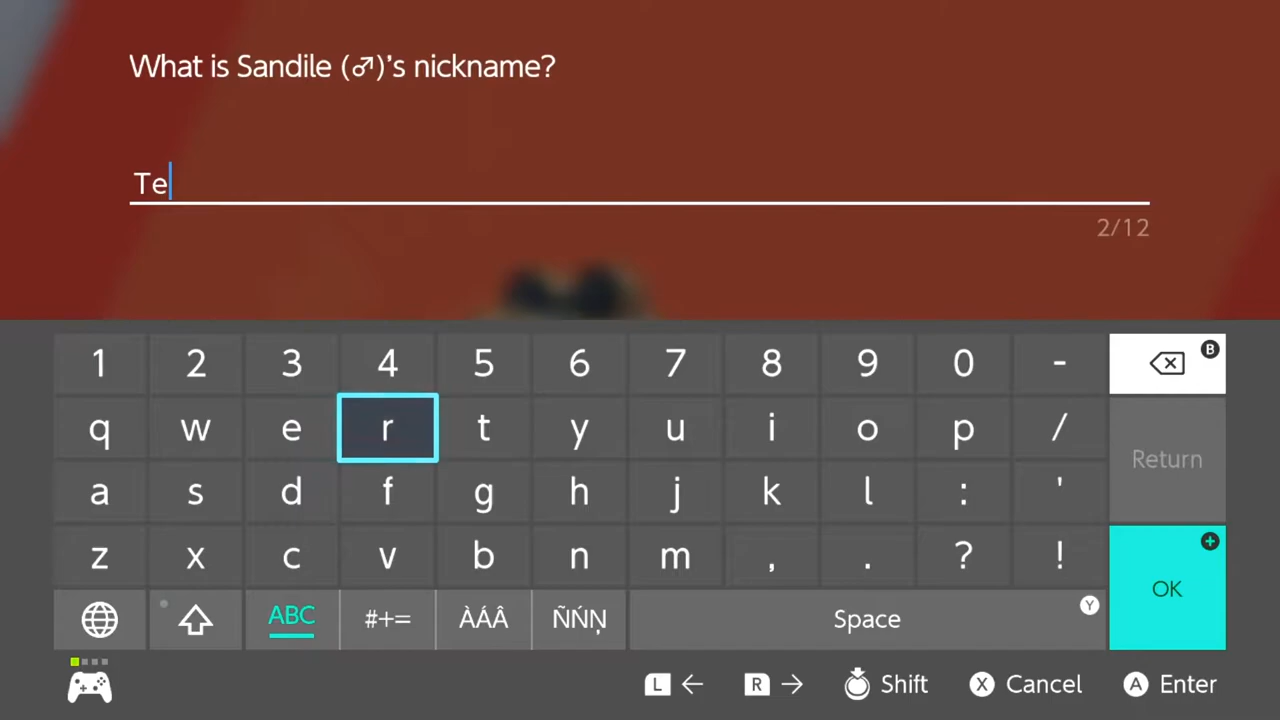 What is Sandile (♂)'s nickname?
Te
2/12
1 2 3 4 5 6 7 8 9 0 - B
q w e r t y u i o p / Return
a s d f g h j k l : '
z x c v b n m , . ? ! OK
ABC #+= ÀÁÂ ÑŃŅ Space Y
L ← R → Shift X Cancel A Enter